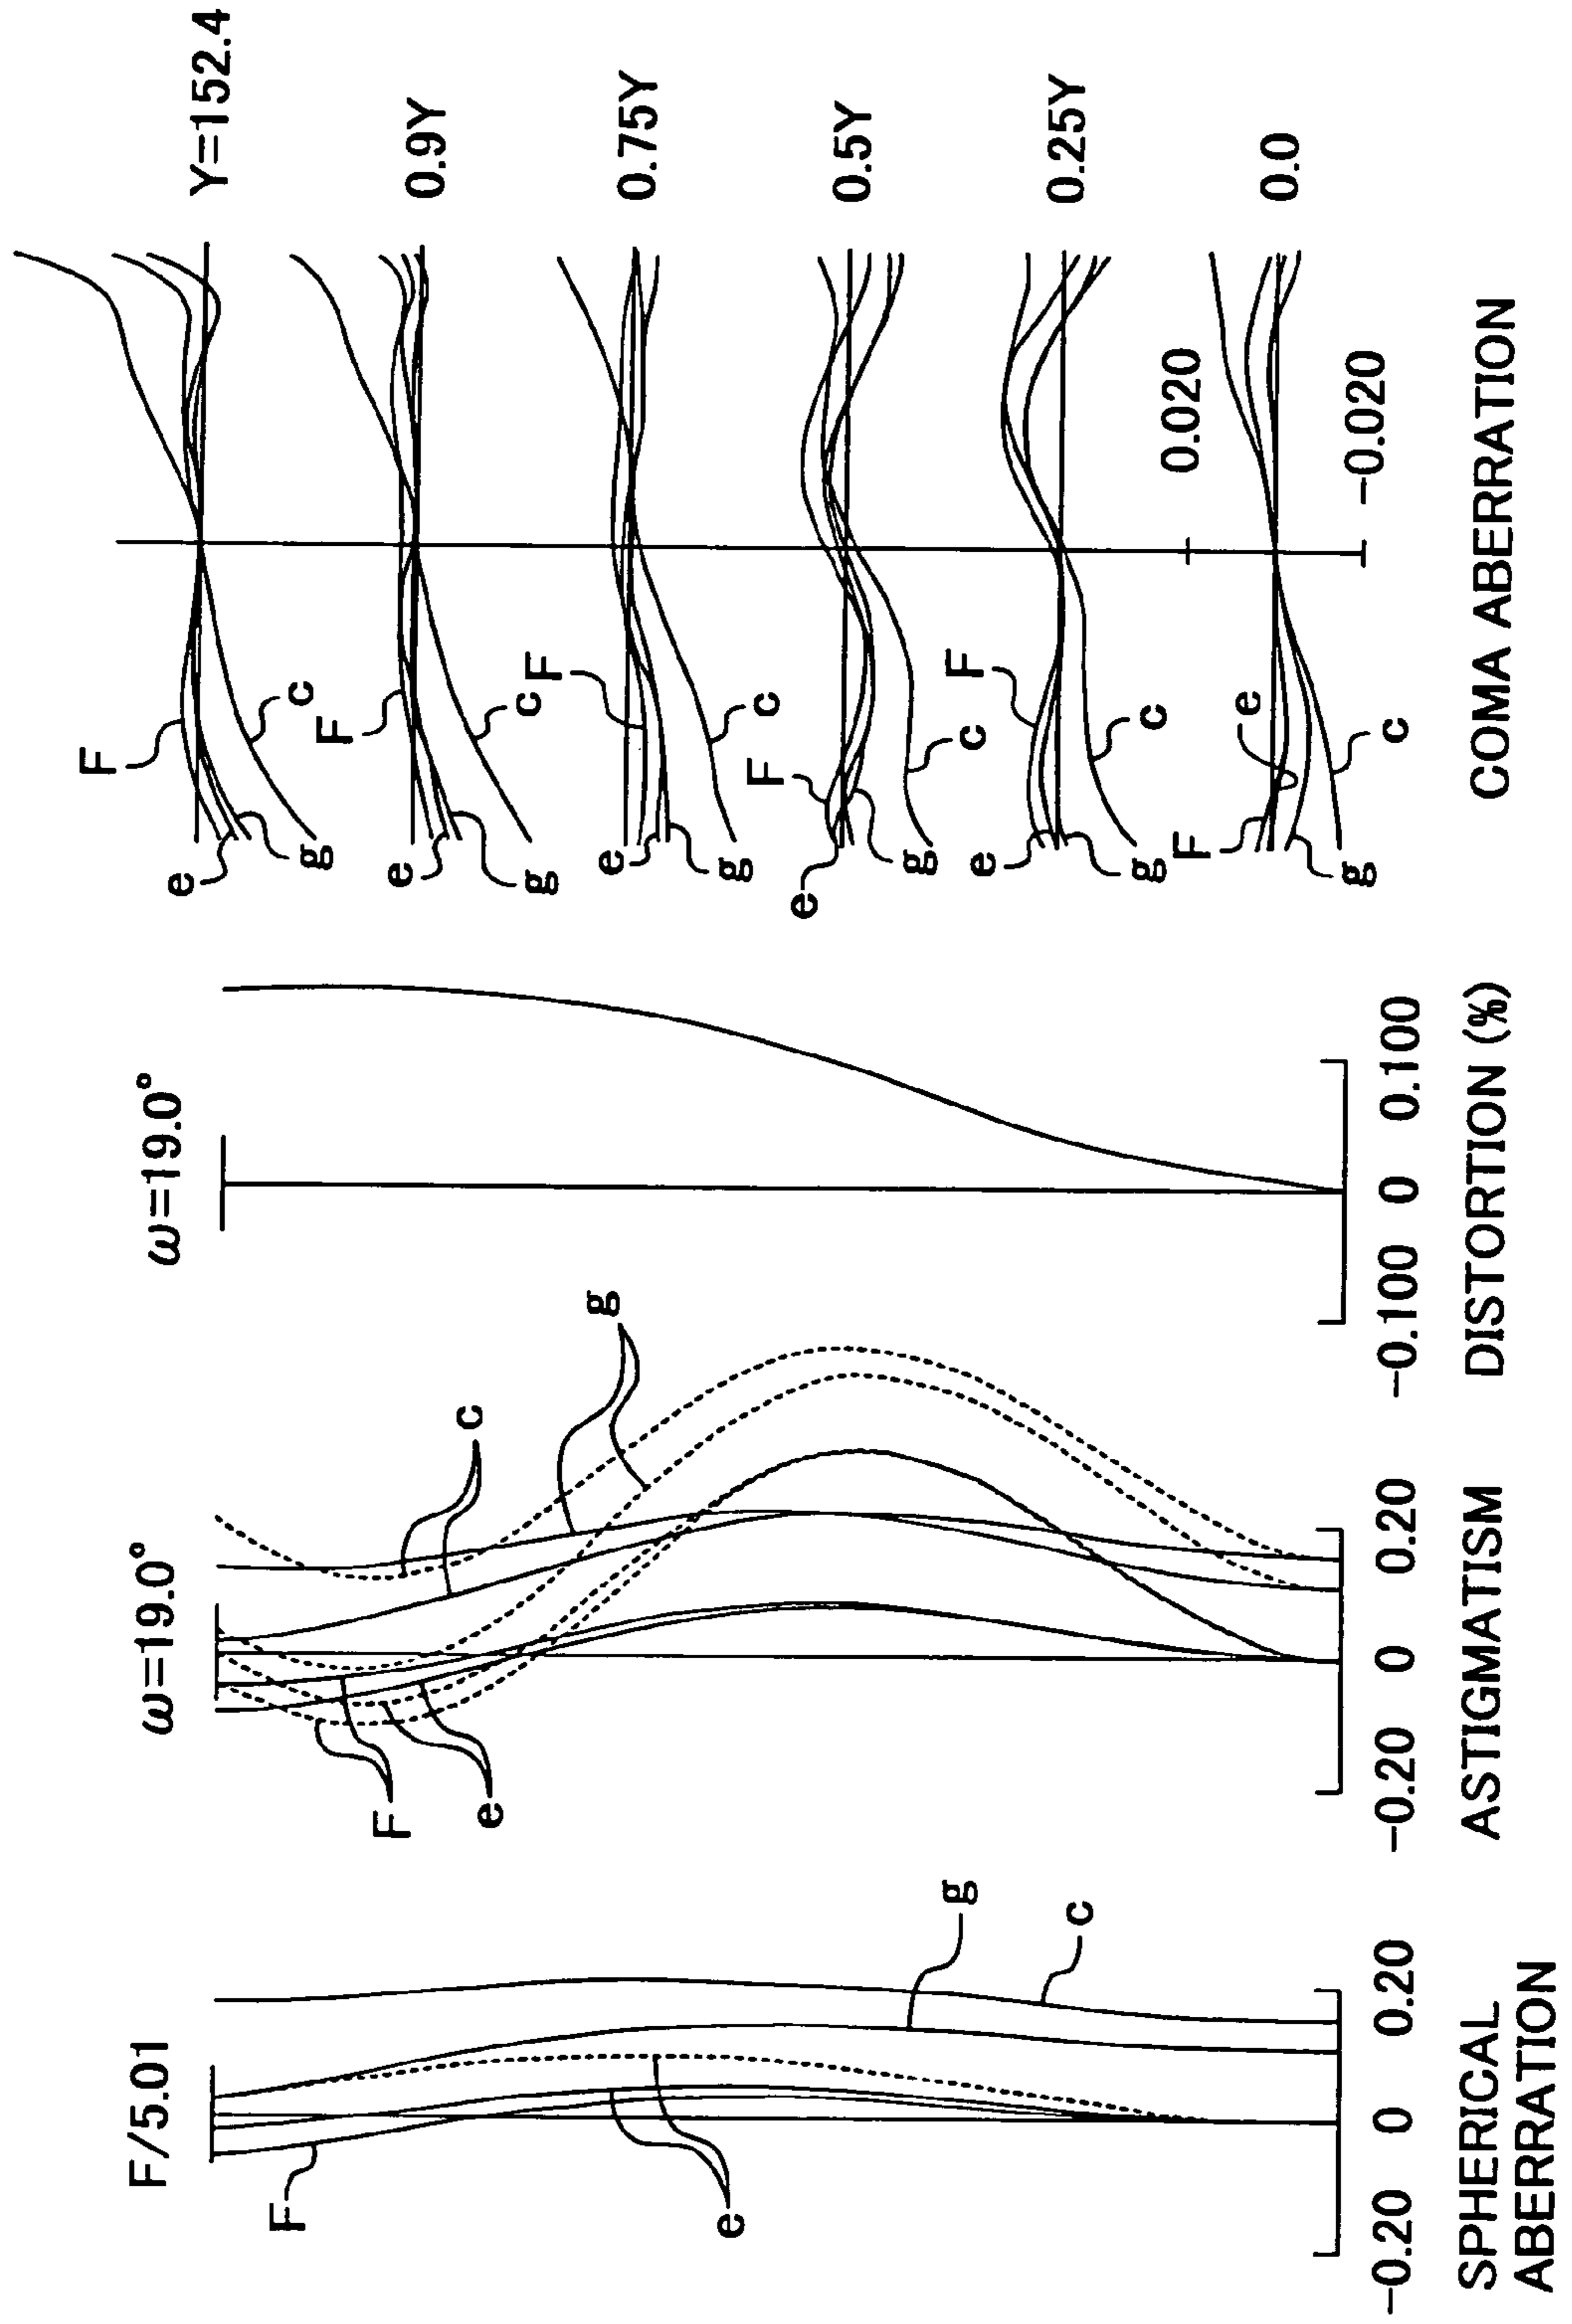 F/5.01
F
e
g
c
-0.20
0
0.20
SPHERICAL
ABERRATION
ω=19.0°
F
e
c
g
-0.20
0
0.20
ASTIGMATISM
ω=19.0°
-0.100
0
0.100
DISTORTION (%)
Y=152.4
F
e
g
c
0.9Y
F
e
g
c
0.75Y
F
e
g
c
0.5Y
F
e
g
c
0.25Y
F
e
g
c
0.0
F
e
g
c
0.020
-0.020
COMA ABERRATION